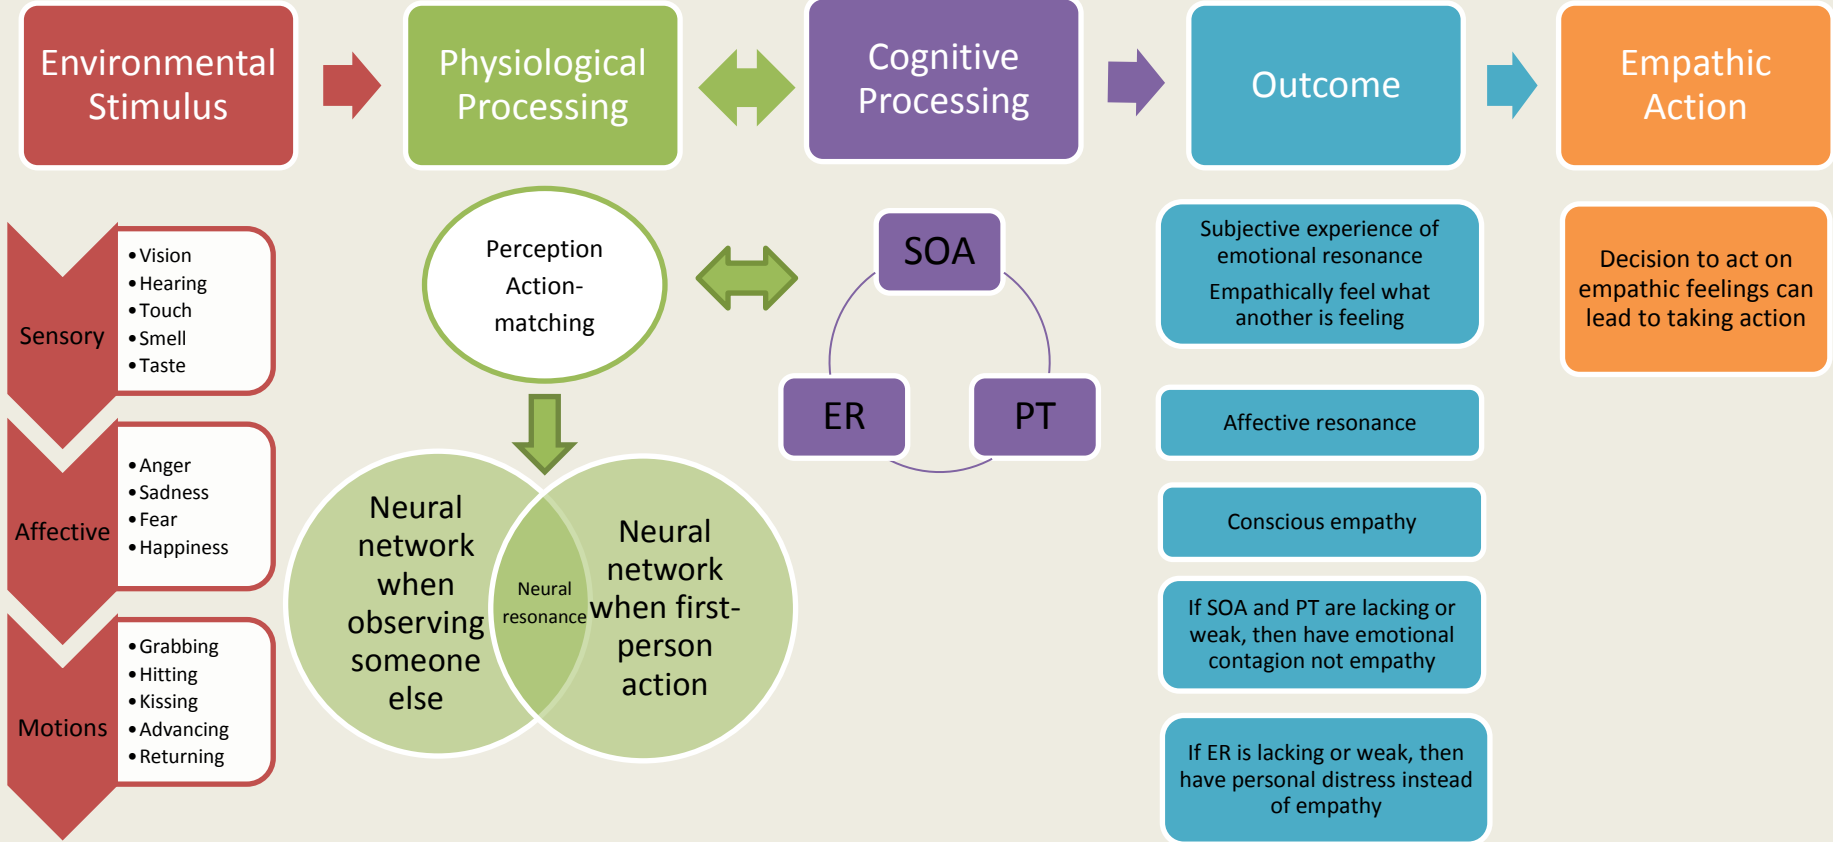 Environmental
Stimulus
Physiological
Processing
Cognitive
Processing
Outcome
Empathic
Action
Sensory
•Vision
•Hearing
•Touch
•Smell
•Taste
Affective
•Anger
•Sadness
•Fear
•Happiness
Motions
•Grabbing
•Hitting
•Kissing
•Advancing
•Returning
Perception
Action-
matching
Neural
network
when
observing
someone
else
Neural
resonance
Neural
network
when first-
person
action
SOA
ER
PT
Subjective experience of
emotional resonance
Empathically feel what
another is feeling
Affective resonance
Conscious empathy
If SOA and PT are lacking or
weak, then have emotional
contagion not empathy
If ER is lacking or weak, then
have personal distress instead
of empathy
Decision to act on
empathic feelings can
lead to taking action